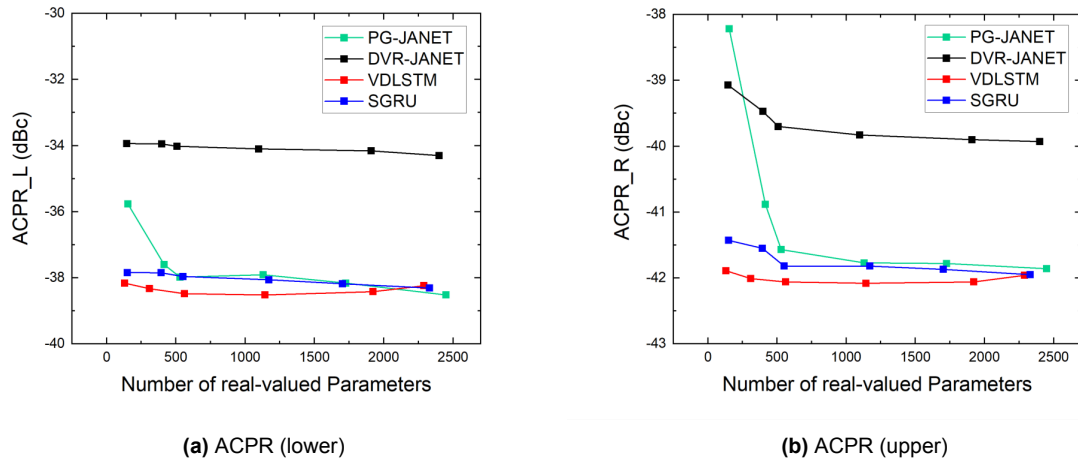 -30
-32
-34
-36
-38
-40
ACPR_L (dBc)
PG-JANET
DVR-JANET
VDLSTM
SGRU
0 500 1000 1500 2000 2500
Number of real-valued Parameters
(a) ACPR (lower)
-38
-39
-40
-41
-42
-43
ACPR_R (dBc)
PG-JANET
DVR-JANET
VDLSTM
SGRU
0 500 1000 1500 2000 2500
Number of real-valued Parameters
(b) ACPR (upper)